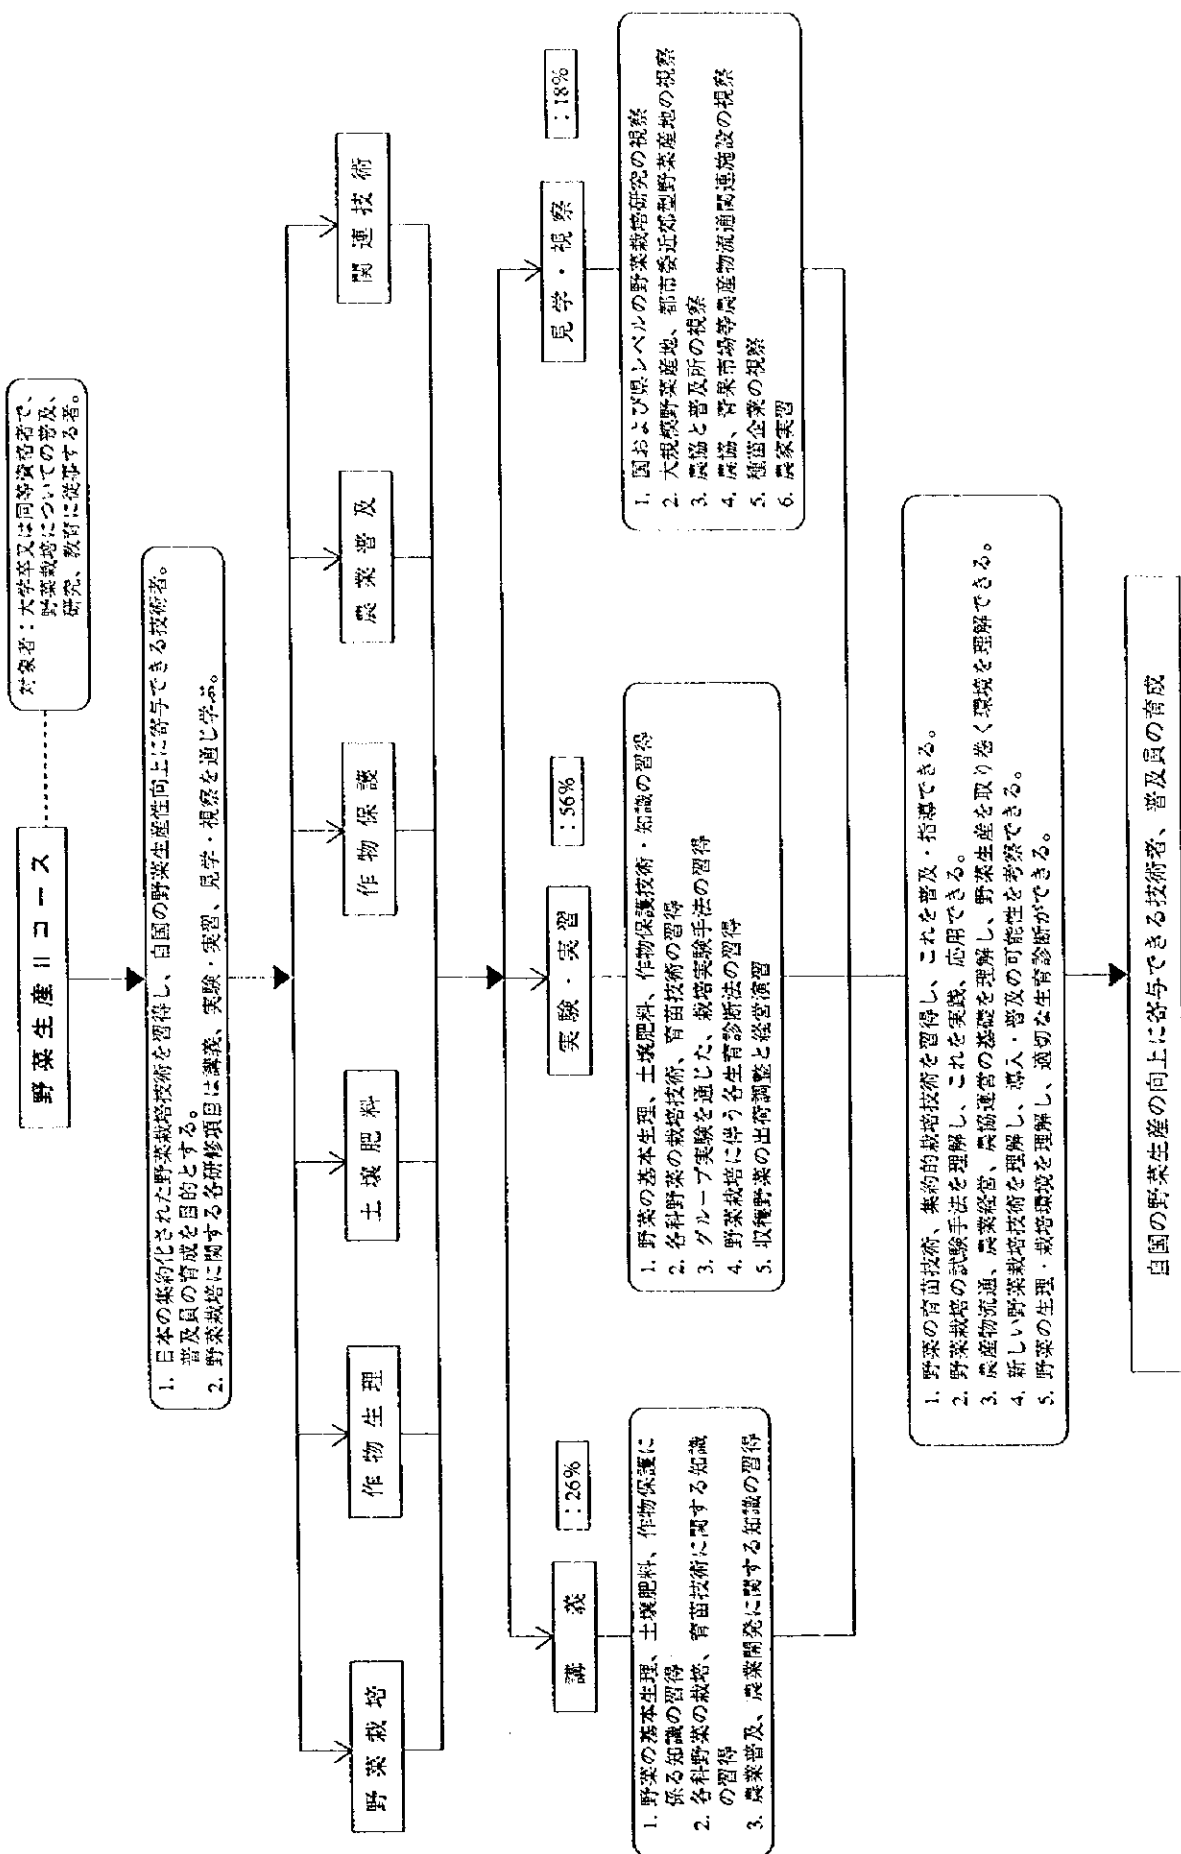 野菜生産IIコース
対象者：大学卒又は同等資格者で、
野菜栽培についての普及、
研究、教育に従事する者。
1. 日本の集約化された野菜栽培技術を習得し、自国の野菜生産性向上に寄与できる技術者。
普及員の育成を目的とする。
2. 野菜栽培に関する各研修項目は講義、実験・実習、見学・視察を通じ学ぶ。
野菜栽培
作物生理
土壌肥料
作物保護
農業普及
関連技術
講義
：26%
1. 野菜の基本生理、土壌肥料、作物保護に
係る知識の習得
2. 各科野菜の栽培、育苗技術に関する知識
の習得
3. 農業普及、農業開発に関する知識の習得
実験・実習
：56%
1. 野菜の基本生理、土壌肥料、作物保護技術・知識の習得
2. 各科野菜の栽培技術、育苗技術の習得
3. グループ実験を通じた、栽培実験手法の習得
4. 野菜栽培に伴う各生育診断法の習得
5. 収穫野菜の出荷調整と経営演習
見学・視察
：18%
1. 国および県レベルの野菜栽培研究の視察
2. 大規模野菜産地、都市委近郊型野菜産地の視察
3. 農協と普及所の視察
4. 農協、青果市場等農産物流通関連施設の視察
5. 種苗企業の視察
6. 農家実習
1. 野菜の育苗技術、集約的栽培技術を習得し、これを普及・指導できる。
2. 野菜栽培の試験手法を理解し、これを実践、応用できる。
3. 農産物流通、農業経営、農協運営の基礎を理解し、野菜生産を取り巻く環境を理解できる。
4. 新しい野菜栽培技術を理解し、導入・普及の可能性を考察できる。
5. 野菜の生理・栽培環境を理解し、適切な生育診断ができる。
自国の野菜生産の向上に寄与できる技術者、普及員の育成